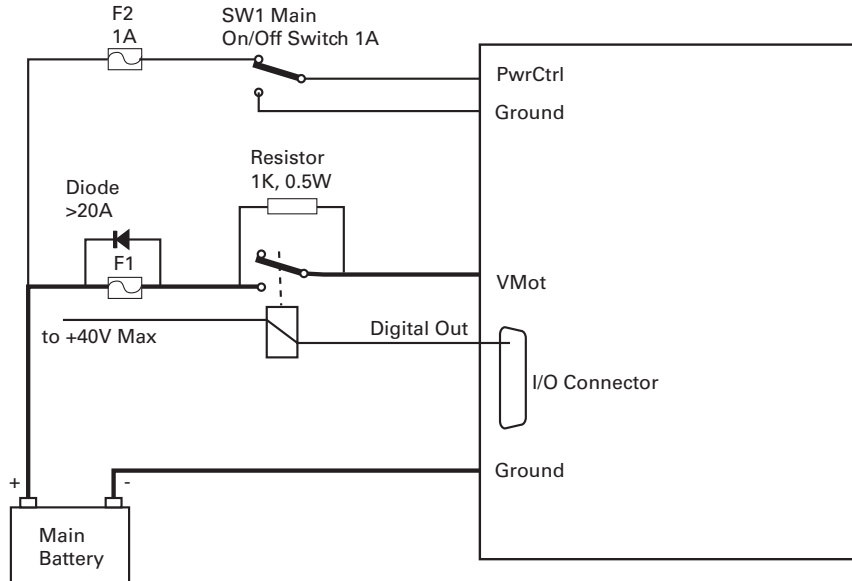 F2
1A
SW1 Main
On/Off Switch 1A
PwrCtrl
Ground
Resistor
1K, 0.5W
Diode
>20A
F1
VMot
to +40V Max
Digital Out
I/O Connector
Ground
+
-
Main
Battery